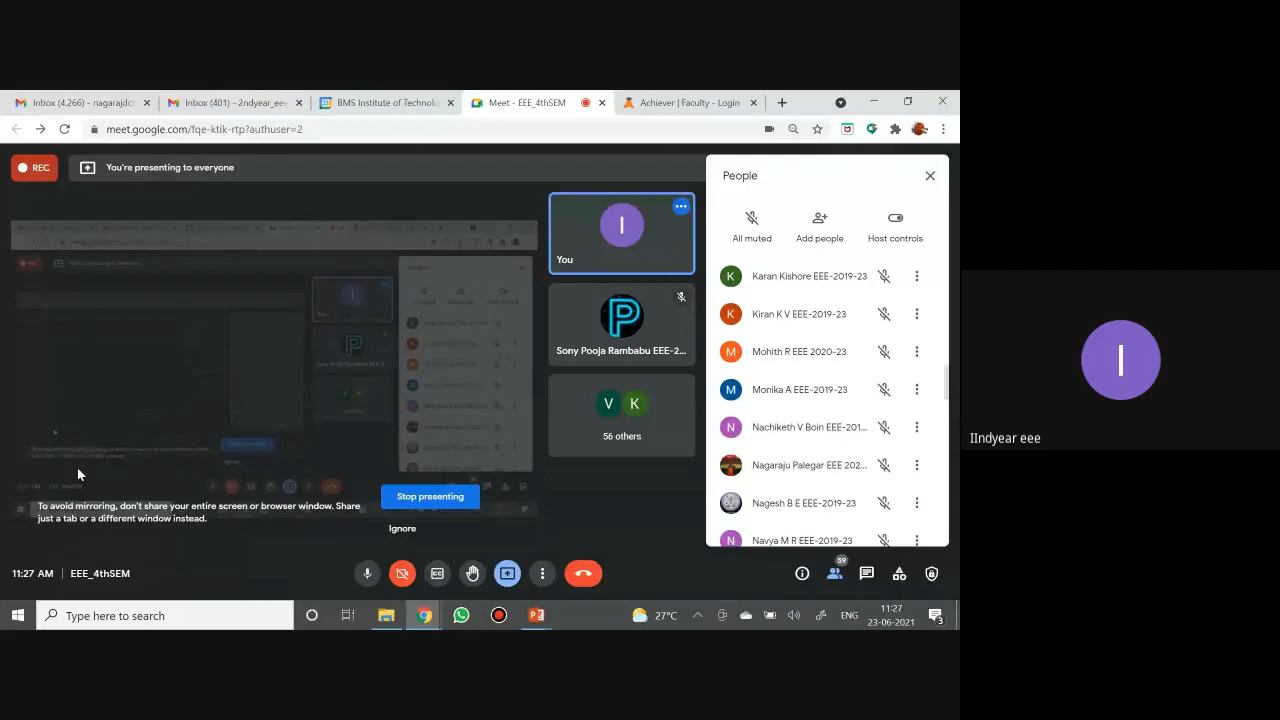 Inbox (4,266) - nagarajdc
Inbox (401) - 2ndyear_ee
BMS Institute of Technolo
Meet - EEE_4thSEM
Achiever | Faculty - Login
meet.google.com/fqe-ktik-rtp?authuser=2
REC
You're presenting to everyone
People
All muted
Add people
Host controls
You
Sony Pooja Rambabu EEE-2...
V K
56 others
K Karan Kishore EEE-2019-23
K Kiran K V EEE-2019-23
M Mohith R EEE 2020-23
M Monika A EEE-2019-23
N Nachiketh V Boin EEE-201...
Nagaraju Palegar EEE 202...
Nagesh B E EEE-2019-23
N Navya M R EEE-2019-23
To avoid mirroring, don't share your entire screen or browser window. Share
just a tab or a different window instead.
Stop presenting
Ignore
11:27 AM | EEE_4thSEM
59
Type here to search
27°C
ENG
11:27
23-06-2021
3
I
IIndyear eee